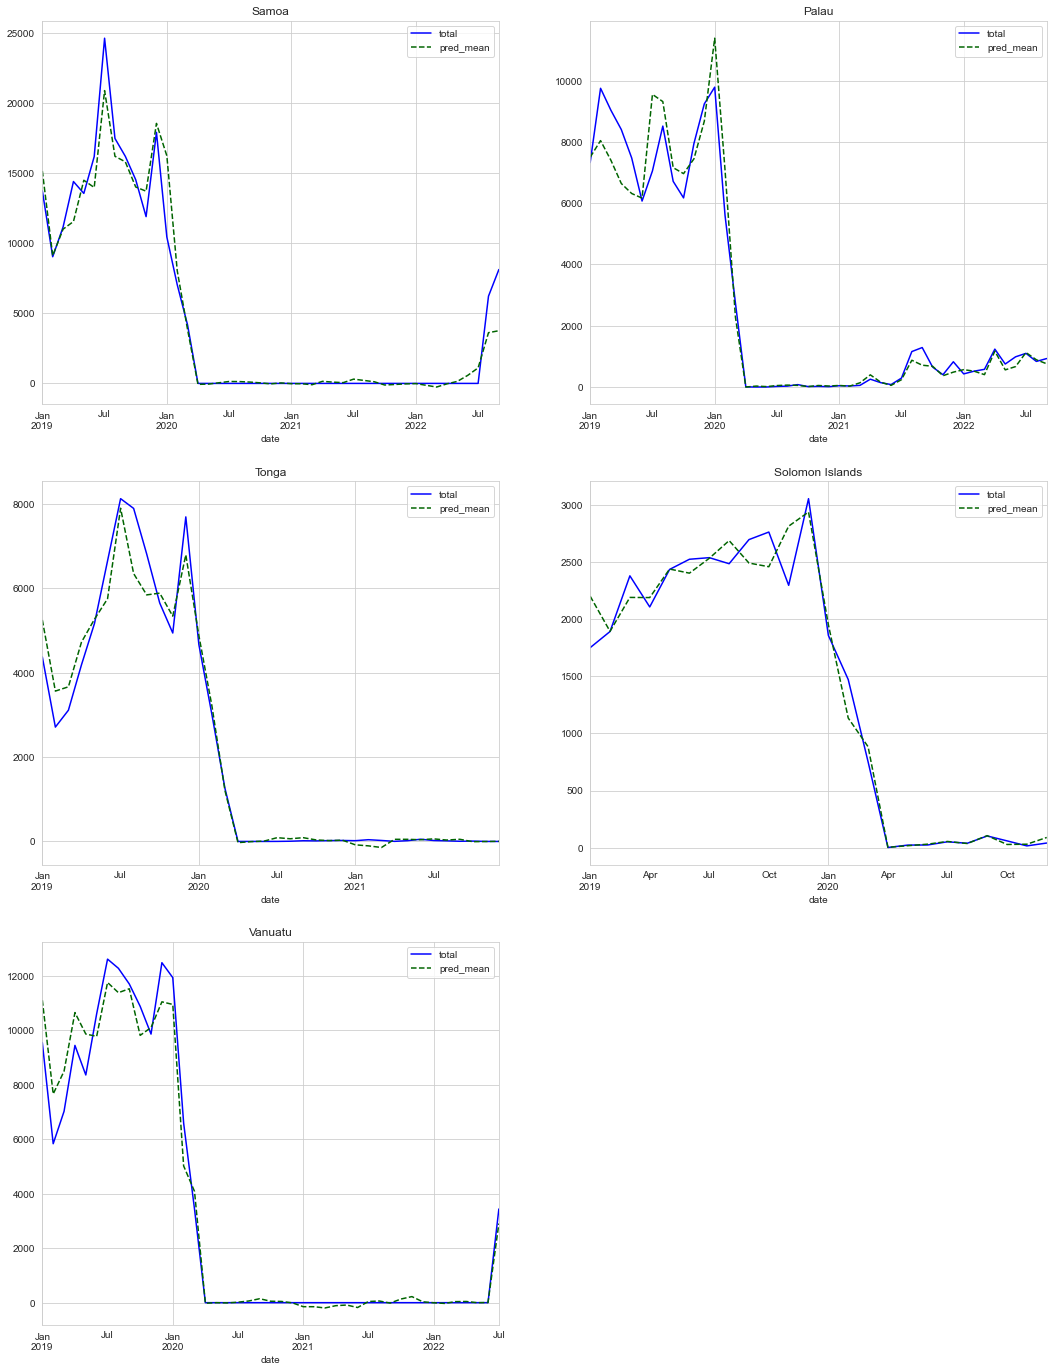 Samoa
total
pred_mean
25000
20000
15000
10000
5000
0
Jan Jul Jan Jul Jan Jul Jan Jul
2019 2020 2021 2022
date
Palau
total
pred_mean
10000
8000
6000
4000
2000
0
Jan Jul Jan Jul Jan Jul Jan Jul
2019 2020 2021 2022
date
Tonga
total
pred_mean
8000
6000
4000
2000
0
Jan Jul Jan Jul Jan Jul
2019 2020 2021
date
Solomon Islands
total
pred_mean
3000
2500
2000
1500
1000
500
0
Jan Apr Jul Oct Jan Apr Jul Oct
2019 2020
date
Vanuatu
total
pred_mean
12000
10000
8000
6000
4000
2000
0
Jan Jul Jan Jul Jan Jul Jan Jul
2019 2020 2021 2022
date